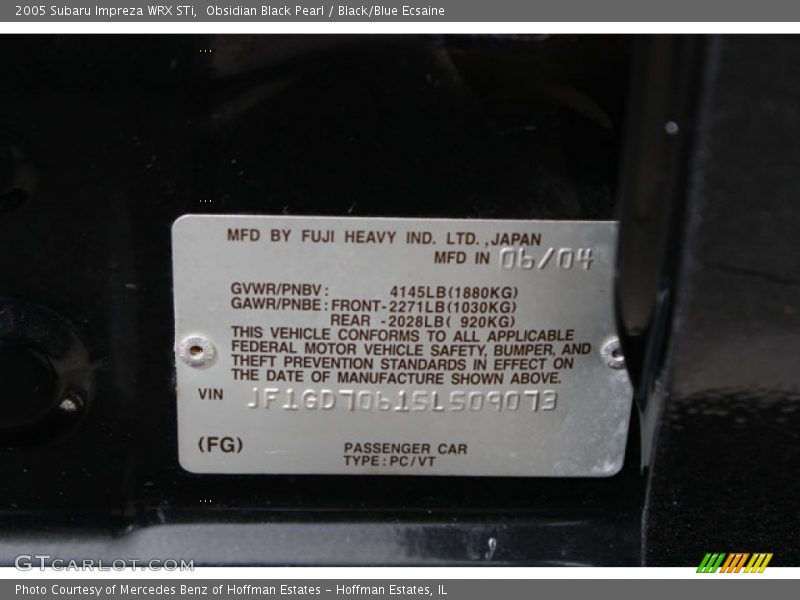 2005 Subaru Impreza WRX STi, Obsidian Black Pearl / Black/Blue Ecsaine
MFD BY FUJI HEAVY IND. LTD.,JAPAN
MFD IN 06/04
GVWR/PNBV: 4145LB(1880KG)
GAWR/PNBE: FRONT-2271LB(1030KG)
REAR -2028LB( 920KG)
THIS VEHICLE CONFORMS TO ALL APPLICABLE
FEDERAL MOTOR VEHICLE SAFETY, BUMPER, AND
THEFT PREVENTION STANDARDS IN EFFECT ON
THE DATE OF MANUFACTURE SHOWN ABOVE.
VIN JF1GD70615L509073
(FG) PASSENGER CAR
TYPE:PC/VT
GTCARLOT.COM
Photo Courtesy of Mercedes Benz of Hoffman Estates - Hoffman Estates, IL